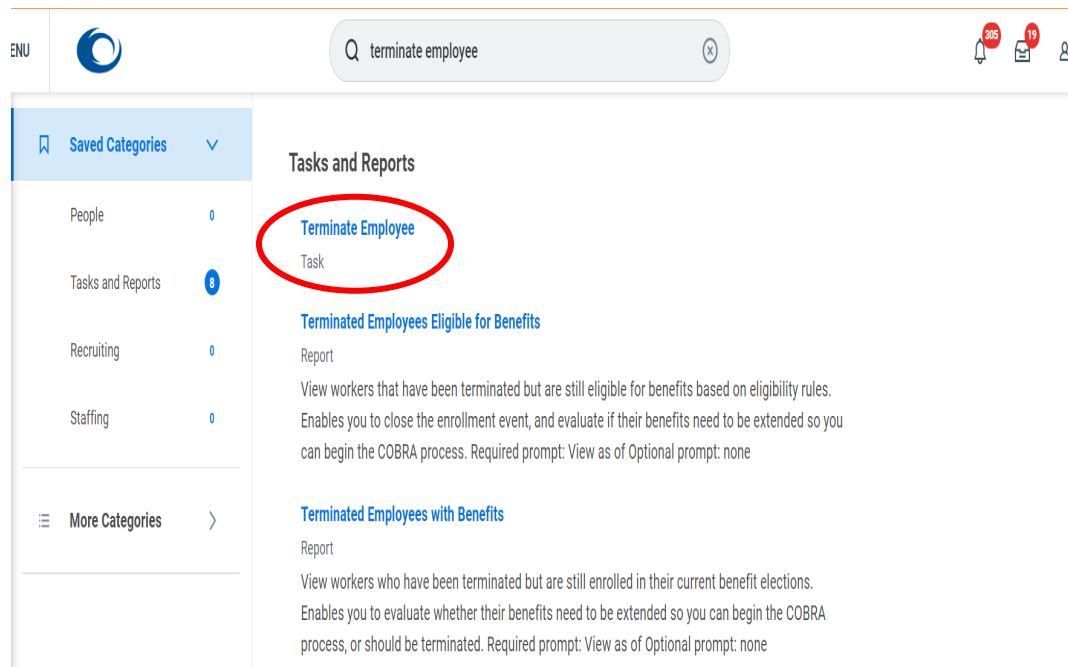 ENU
terminate employee
305
19
Saved Categories
People 0
Tasks and Reports 8
Recruiting 0
Staffing 0
More Categories
Tasks and Reports
Terminate Employee
Task
Terminated Employees Eligible for Benefits
Report
View workers that have been terminated but are still eligible for benefits based on eligibility rules.
Enables you to close the enrollment event, and evaluate if their benefits need to be extended so you
can begin the COBRA process. Required prompt: View as of Optional prompt: none
Terminated Employees with Benefits
Report
View workers who have been terminated but are still enrolled in their current benefit elections.
Enables you to evaluate whether their benefits need to be extended so you can begin the COBRA
process, or should be terminated. Required prompt: View as of Optional prompt: none